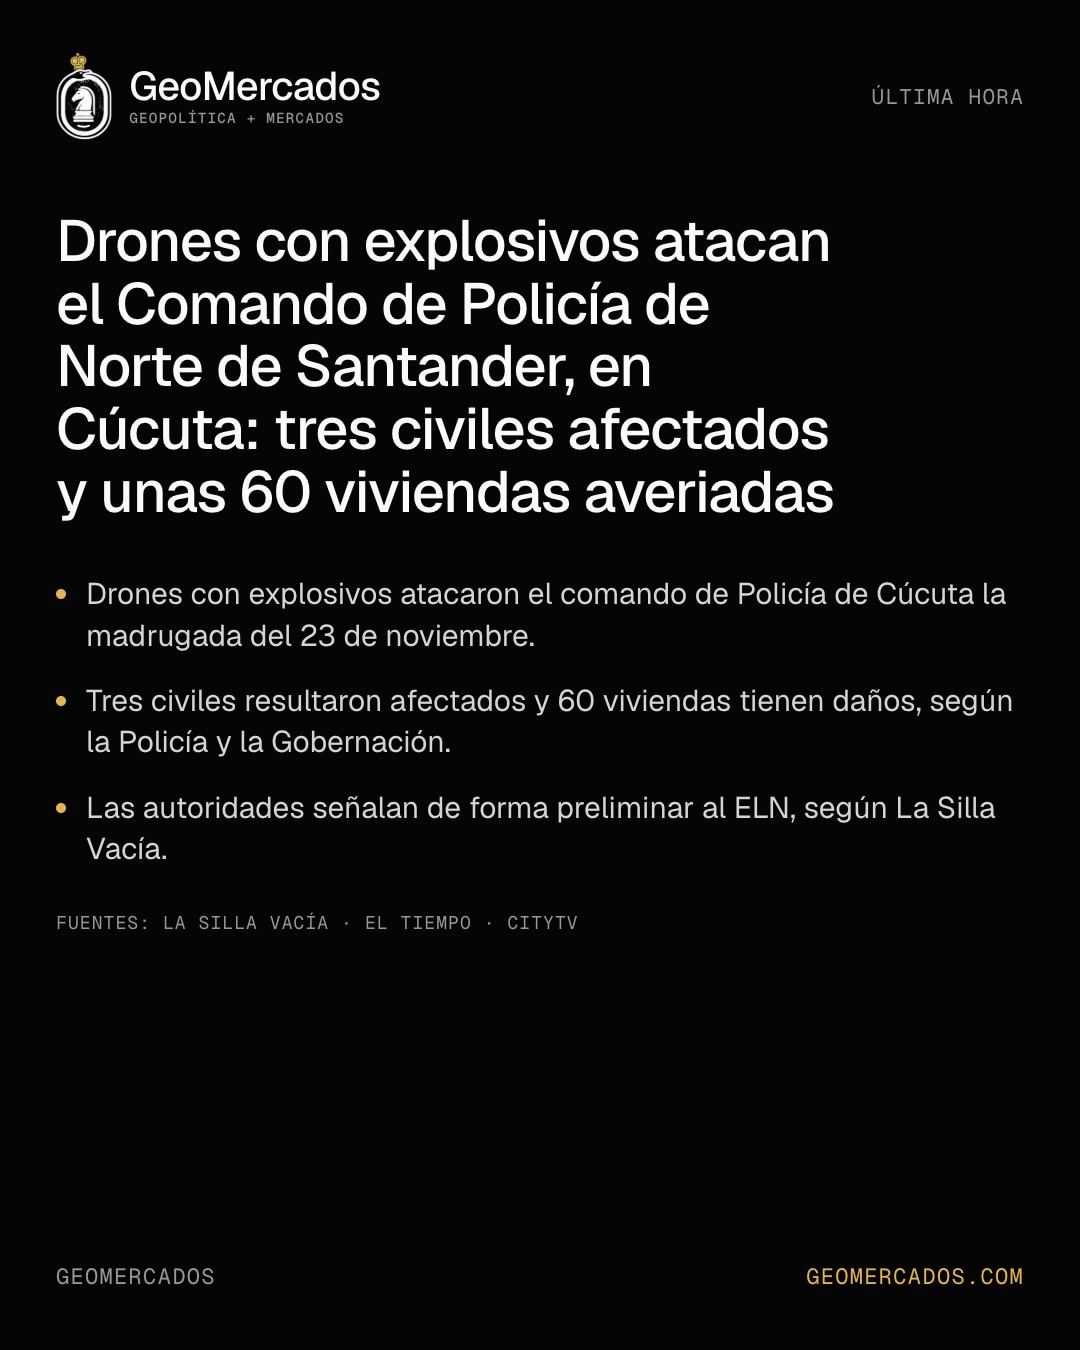 GeoMercados
GEOPOLÍTICA + MERCADOS
ÚLTIMA HORA
Drones con explosivos atacan
el Comando de Policía de
Norte de Santander, en
Cúcuta: tres civiles afectados
y unas 60 viviendas averiadas
• Drones con explosivos atacaron el comando de Policía de Cúcuta la
madrugada del 23 de noviembre.
• Tres civiles resultaron afectados y 60 viviendas tienen daños, según
la Policía y la Gobernación.
• Las autoridades señalan de forma preliminar al ELN, según La Silla
Vacía.
FUENTES: LA SILLA VACÍA · EL TIEMPO · CITYTV
GEOMERCADOS
GEOMERCADOS.COM